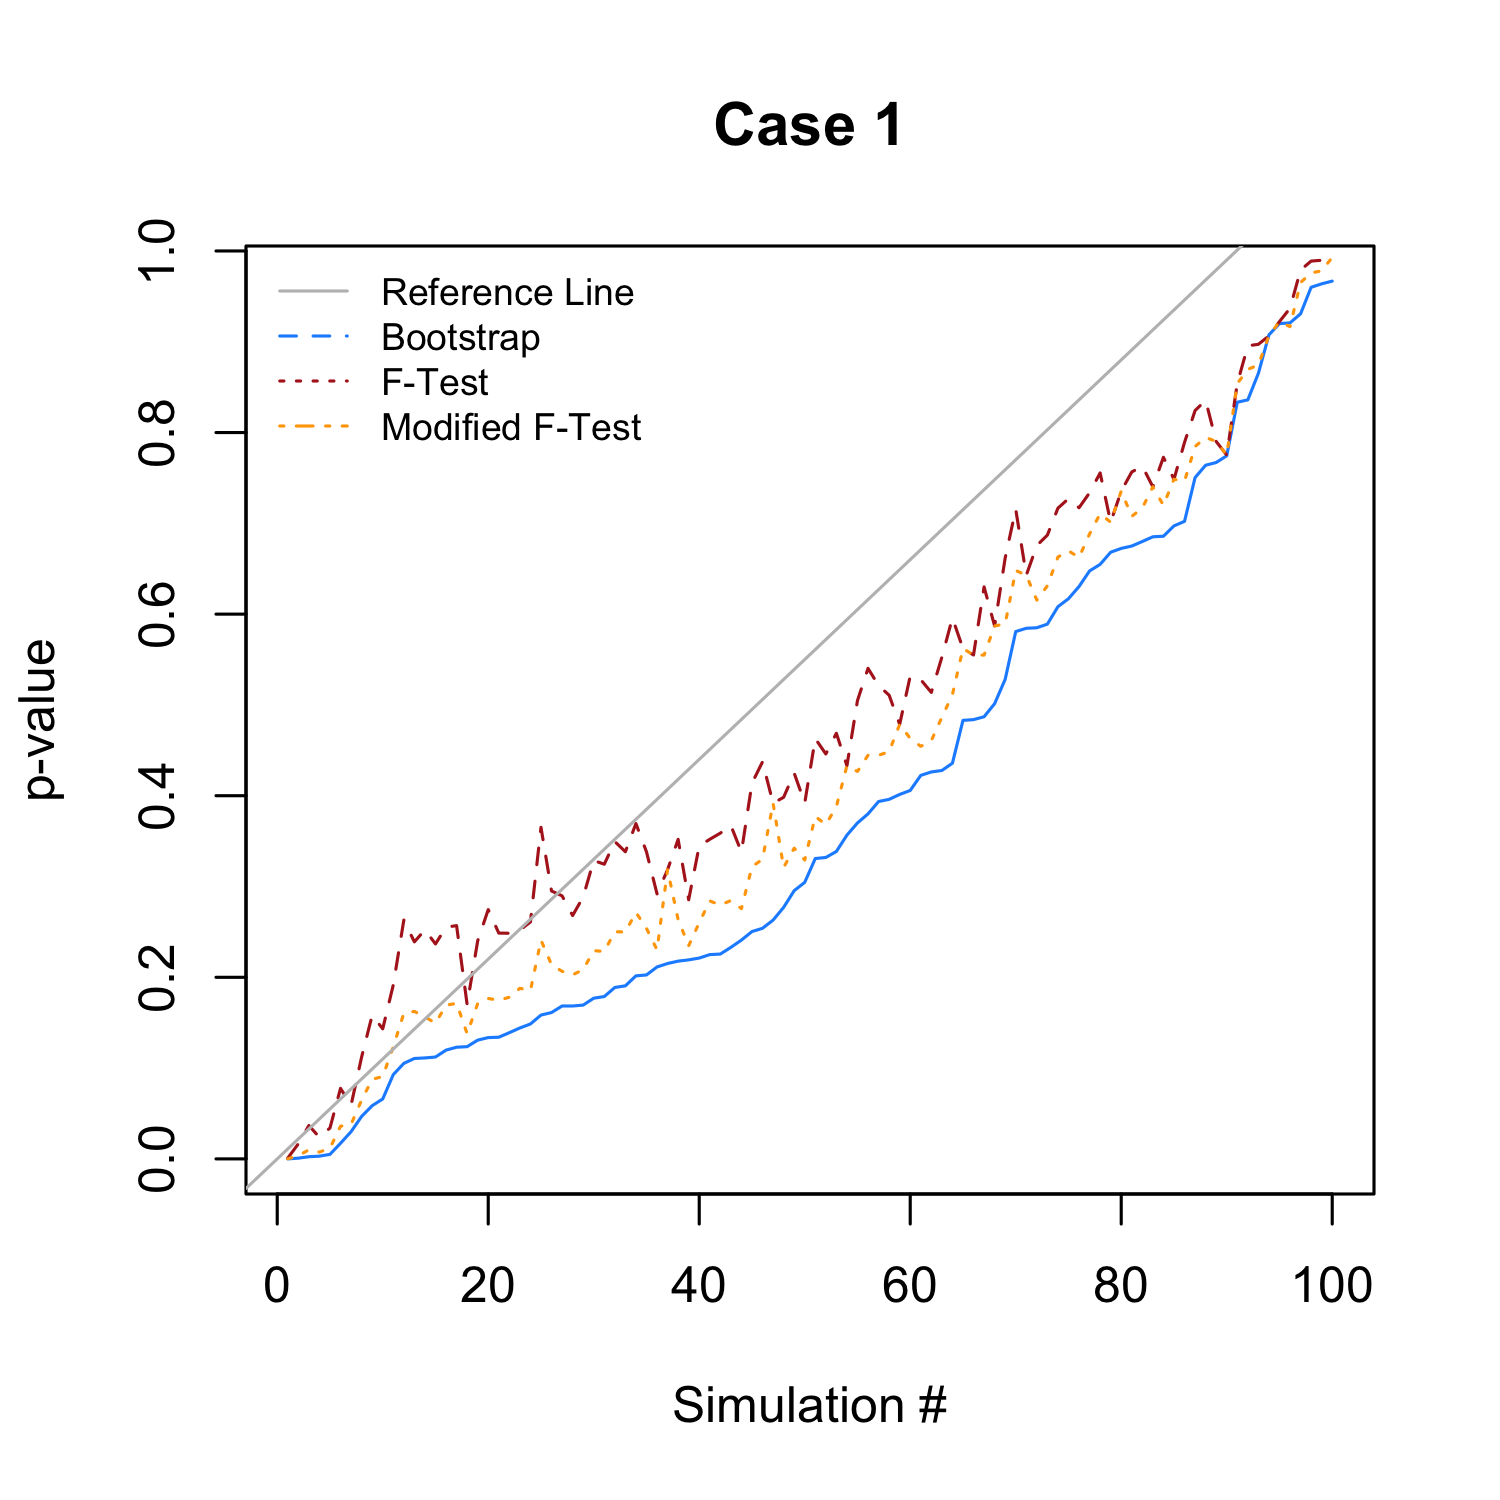 Case 1
1.0
0.8
0.6
0.4
0.2
0.0
p-value
Reference Line
Bootstrap
F-Test
Modified F-Test
0 20 40 60 80 100
Simulation #